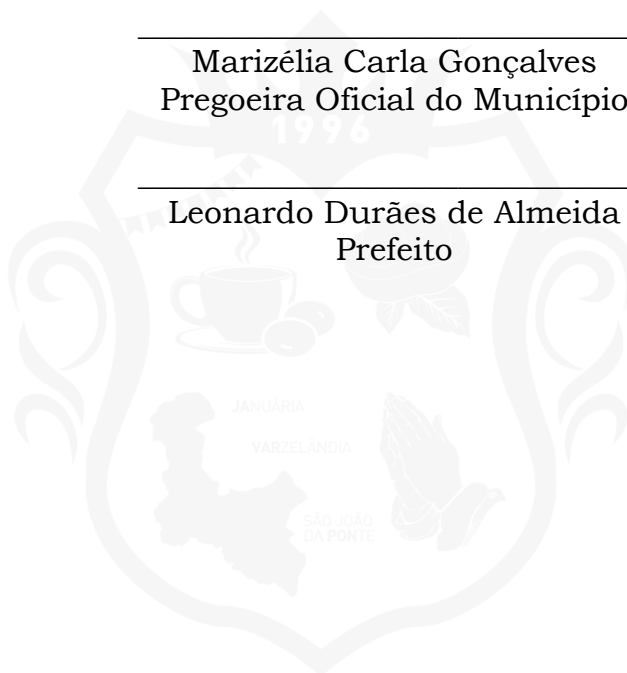 Marizélia Carla Gonçalves
Pregoeira Oficial do Município
1996
Leonardo Durães de Almeida
Prefeito
JANUÁRIA
VARZELÂNDIA
SÃO JOÃO
DA PONTE